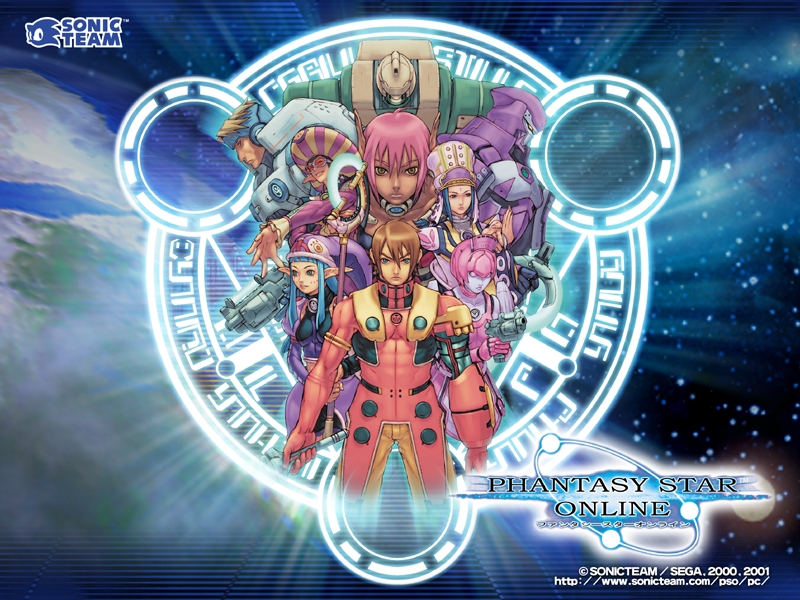 SONIC
TEAM™
PHANTASY STAR
ONLINE
ファンタシースターオンライン
©SONICTEAM / SEGA, 2000, 2001
http://www.sonicteam.com/pso/pc/